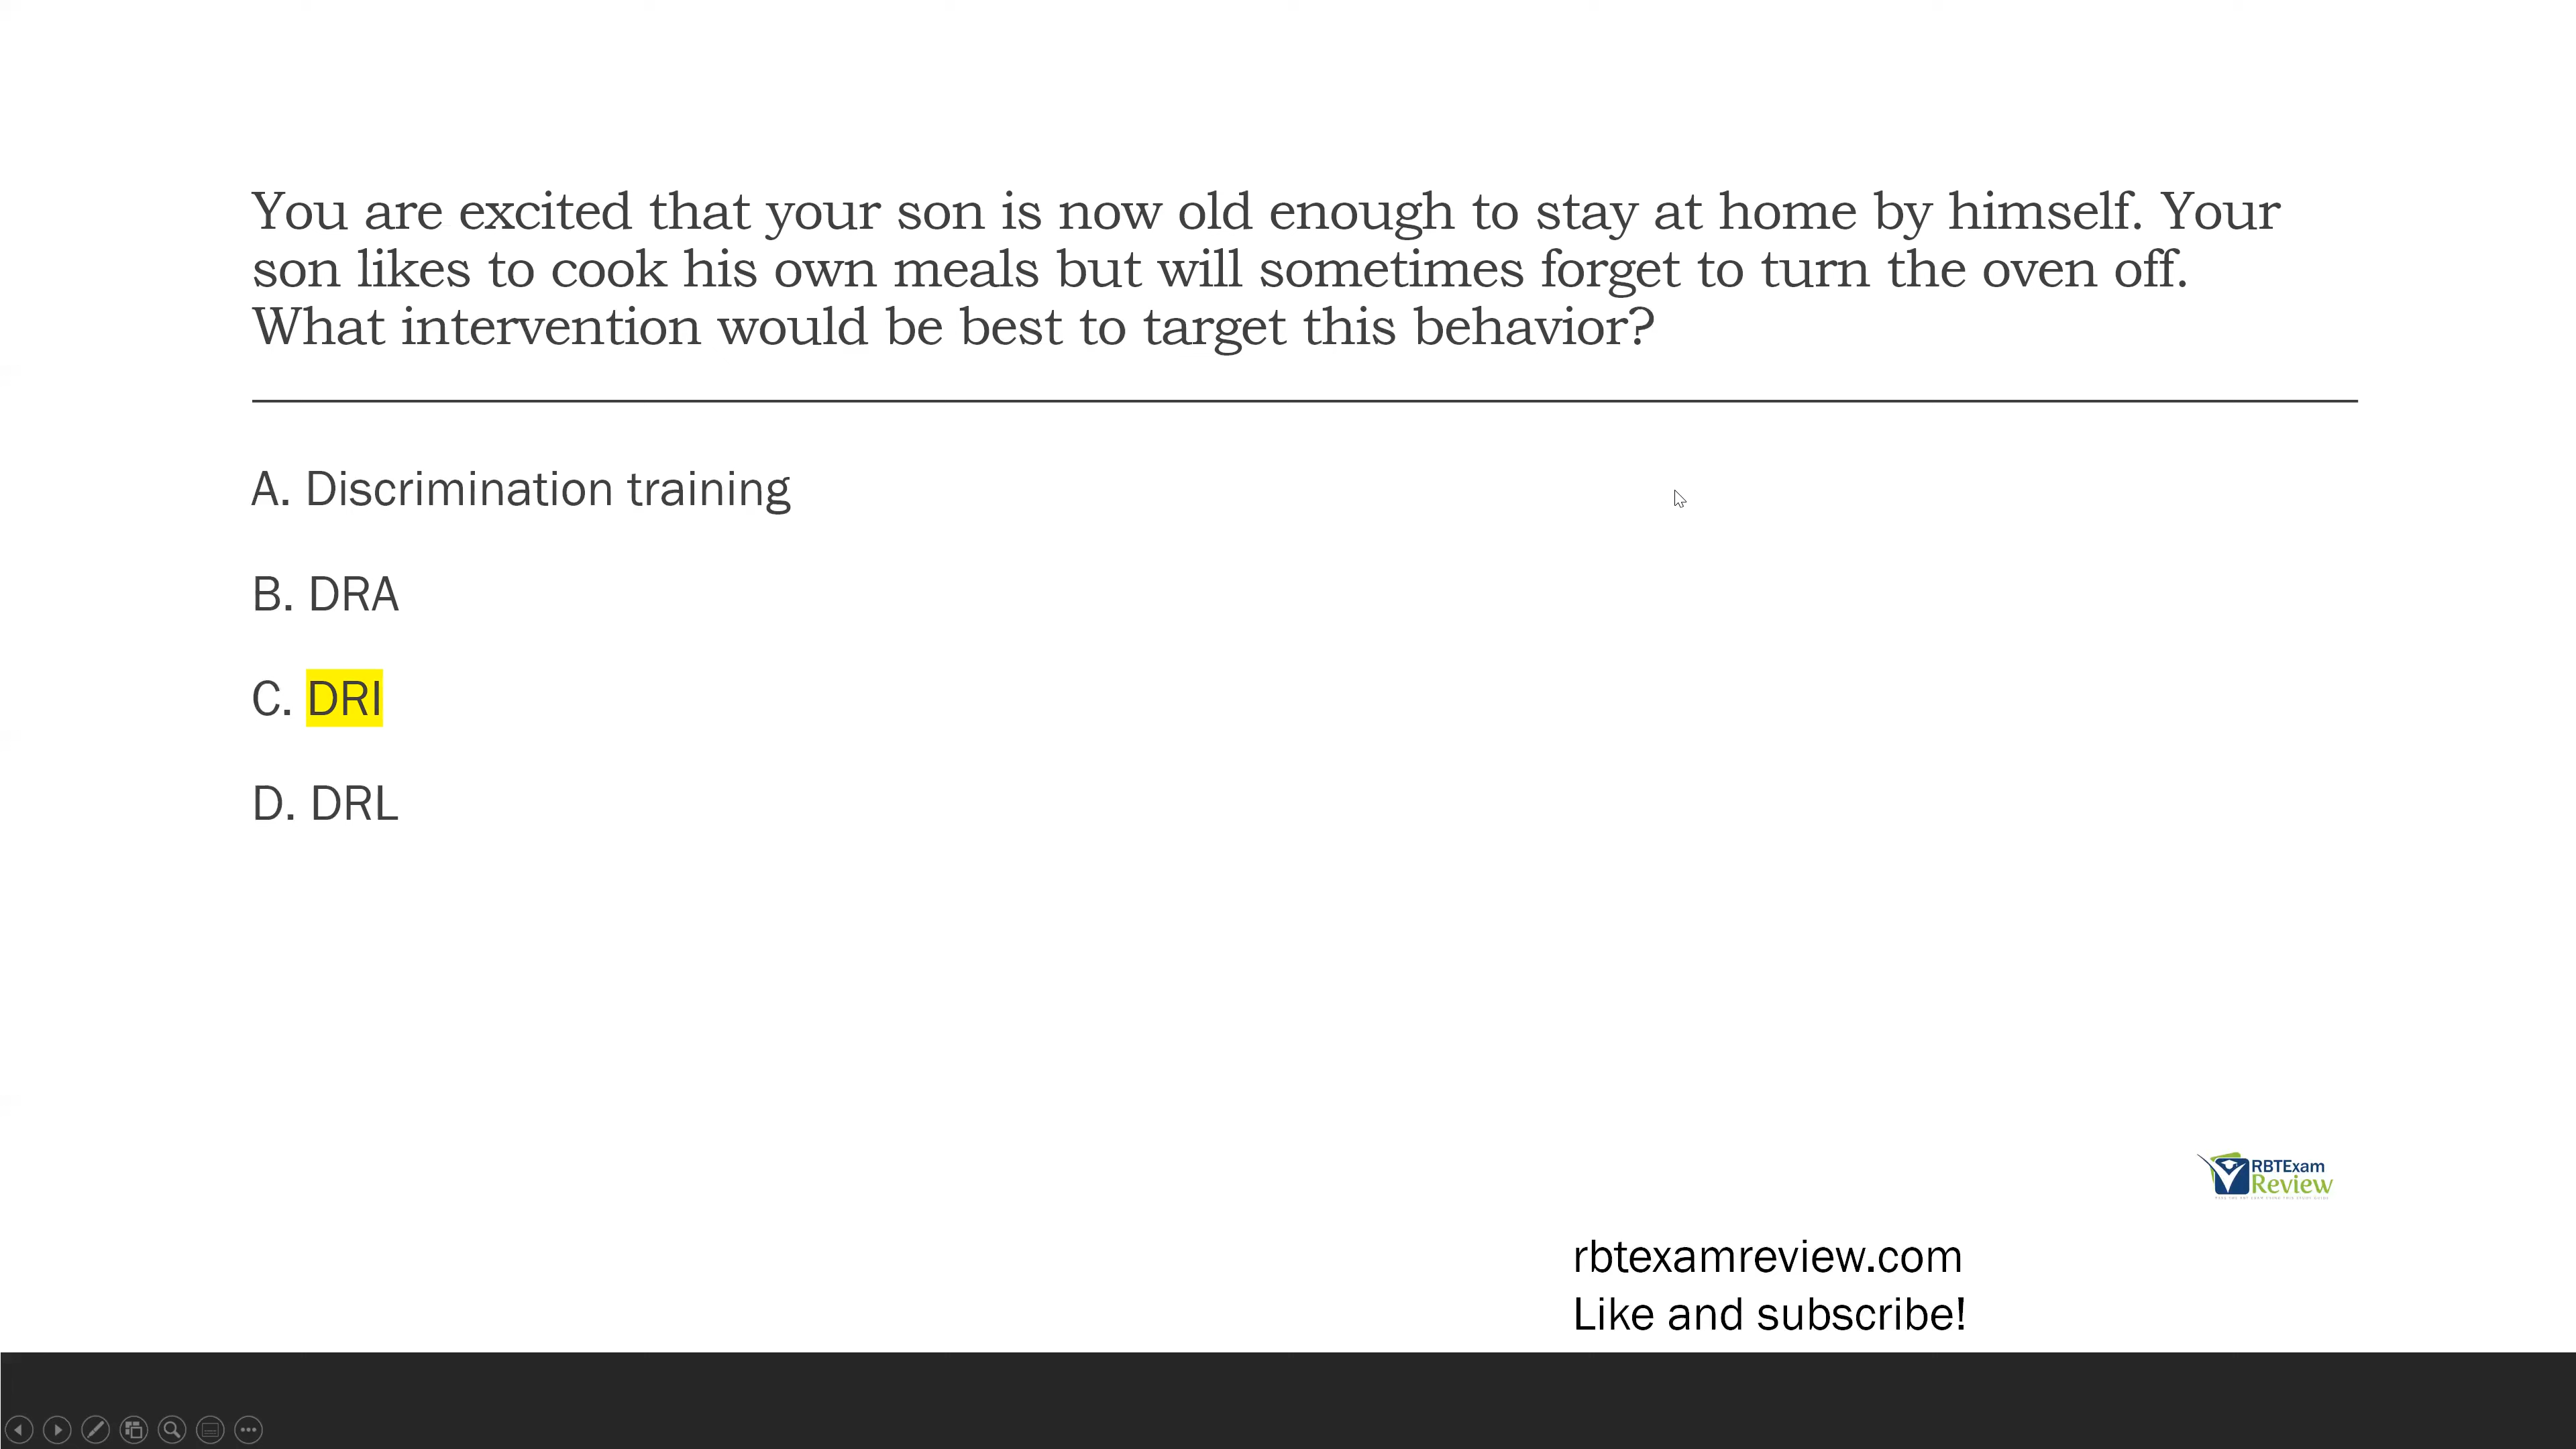 You are excited that your son is now old enough to stay at home by himself. Your
son likes to cook his own meals but will sometimes forget to turn the oven off.
What intervention would be best to target this behavior?
A. Discrimination training
B. DRA
C. DRI
D. DRL
RBTExam
Review
rbtexamreview.com
Like and subscribe!